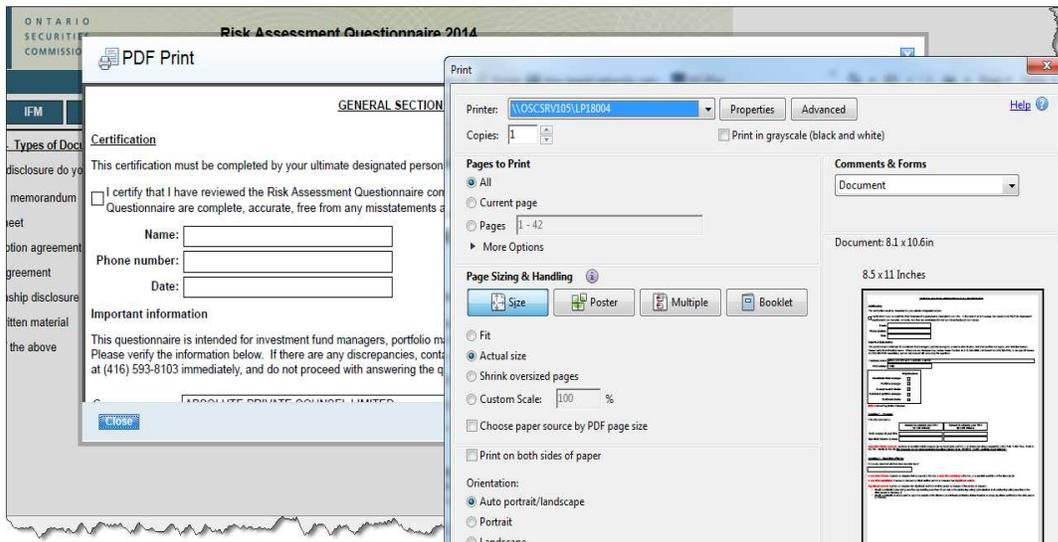 ONTARIO
SECURITIE
COMMISSIO
Risk Assessment Questionnaire 2014
IFM
- Types of Docu
disclosure do yo
memorandum
eet
ption agreement
greement
ship disclosure
itten material
the above
PDF Print
GENERAL SECTION
Certification
This certification must be completed by your ultimate designated person
I certify that I have reviewed the Risk Assessment Questionnaire con
Questionnaire are complete, accurate, free from any misstatements a
Name:
Phone number:
Date:
Important information
This questionnaire is intended for investment fund managers, portfolio m
Please verify the information below. If there are any discrepancies, conta
at (416) 593-8103 immediately, and do not proceed with answering the q
ABSOLUTE PRIVATE COUNSEL LIMITED
Close
Print
Printer: \\OSCSRV105\LP18004 Properties Advanced Help
Copies: 1 Print in grayscale (black and white)
Pages to Print
All
Current page
Pages 1 - 42
More Options
Comments & Forms
Document
Document: 8.1 x 10.6in
8.5 x 11 Inches
Page Sizing & Handling
Size Poster Multiple Booklet
Fit
Actual size
Shrink oversized pages
Custom Scale: 100 %
Choose paper source by PDF page size
Print on both sides of paper
Orientation:
Auto portrait/landscape
Portrait
Landscape